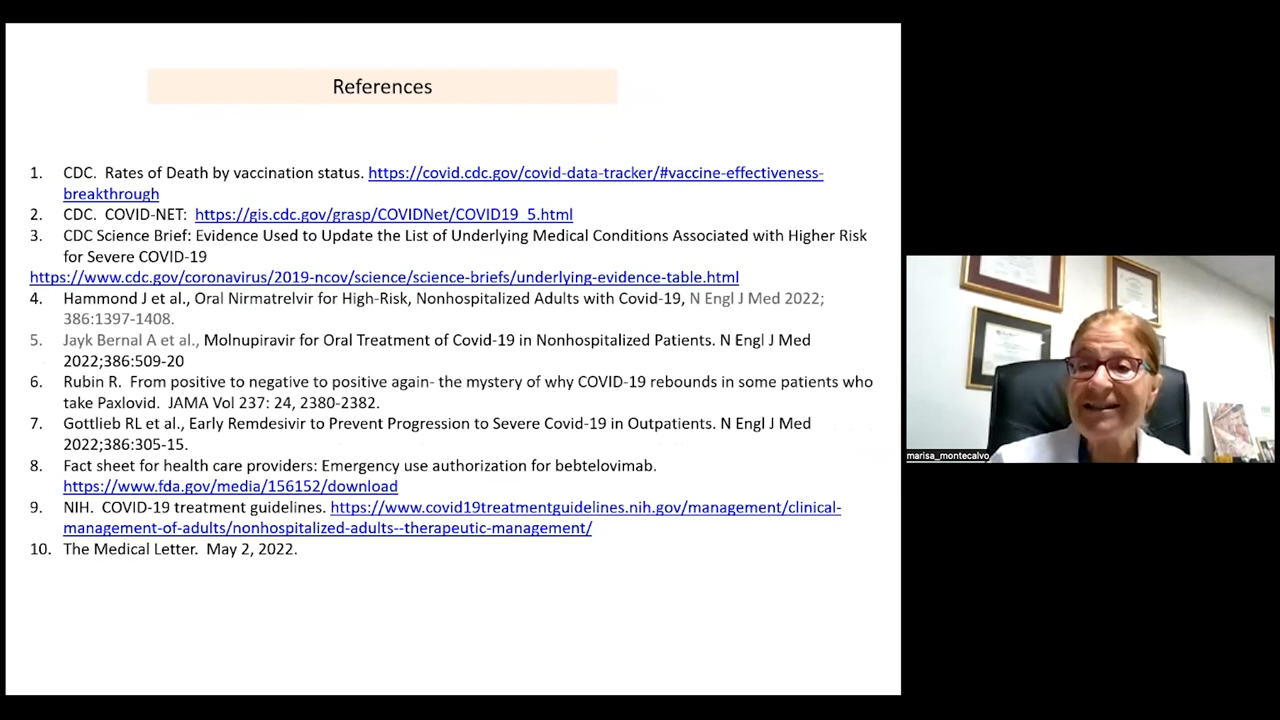 References
1. CDC. Rates of Death by vaccination status. https://covid.cdc.gov/covid-data-tracker/#vaccine-effectiveness-
breakthrough
2. CDC. COVID-NET: https://gis.cdc.gov/grasp/COVIDNet/COVID19_5.html
3. CDC Science Brief: Evidence Used to Update the List of Underlying Medical Conditions Associated with Higher Risk
for Severe COVID-19
https://www.cdc.gov/coronavirus/2019-ncov/science/science-briefs/underlying-evidence-table.html
4. Hammond J et al., Oral Nirmatrelvir for High-Risk, Nonhospitalized Adults with Covid-19, N Engl J Med 2022;
386:1397-1408.
5. Jayk Bernal A et al., Molnupiravir for Oral Treatment of Covid-19 in Nonhospitalized Patients. N Engl J Med
2022;386:509-20
6. Rubin R. From positive to negative to positive again- the mystery of why COVID-19 rebounds in some patients who
take Paxlovid. JAMA Vol 237: 24, 2380-2382.
7. Gottlieb RL et al., Early Remdesivir to Prevent Progression to Severe Covid-19 in Outpatients. N Engl J Med
2022;386:305-15.
8. Fact sheet for health care providers: Emergency use authorization for bebtelovimab.
https://www.fda.gov/media/156152/download
9. NIH. COVID-19 treatment guidelines. https://www.covid19treatmentguidelines.nih.gov/management/clinical-
management-of-adults/nonhospitalized-adults--therapeutic-management/
10. The Medical Letter. May 2, 2022.
marisa_montecalvo